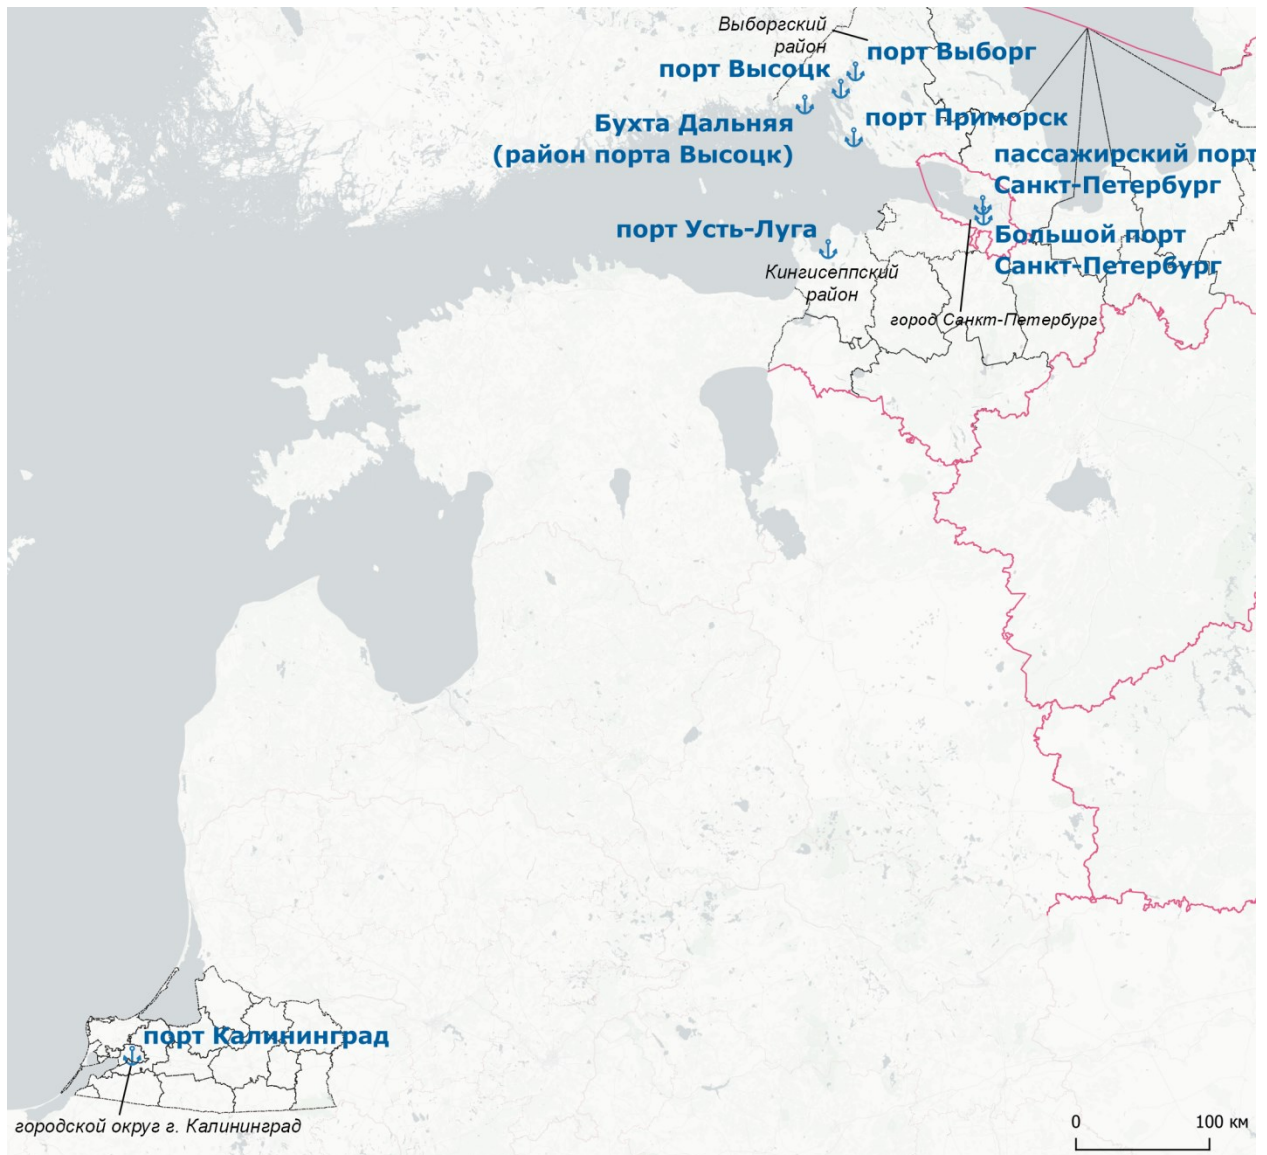 Выборгский
район
порт Выборг
порт Высоцк
Бухта Дальняя
(район порта Высоцк)
порт Приморск
пассажирский порт
Санкт-Петербург
порт Усть-Луга
Большой порт
Санкт-Петербург
Кингисеппский
район
город Санкт-Петербург
порт Калининград
городской округ г. Калининград
0 100 км